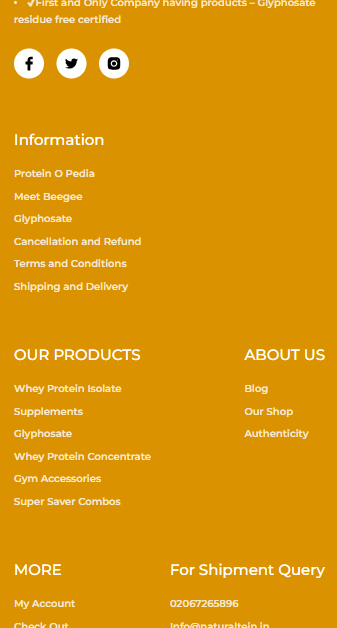 • ✓First and Only Company having products – Glyphosate
residue free certified
Information
Protein O Pedia
Meet Beegee
Glyphosate
Cancellation and Refund
Terms and Conditions
Shipping and Delivery
OUR PRODUCTS
Whey Protein Isolate
Supplements
Glyphosate
Whey Protein Concentrate
Gym Accessories
Super Saver Combos
ABOUT US
Blog
Our Shop
Authenticity
MORE
My Account
Check Out
For Shipment Query
02067265896
Info@naturaltein.in